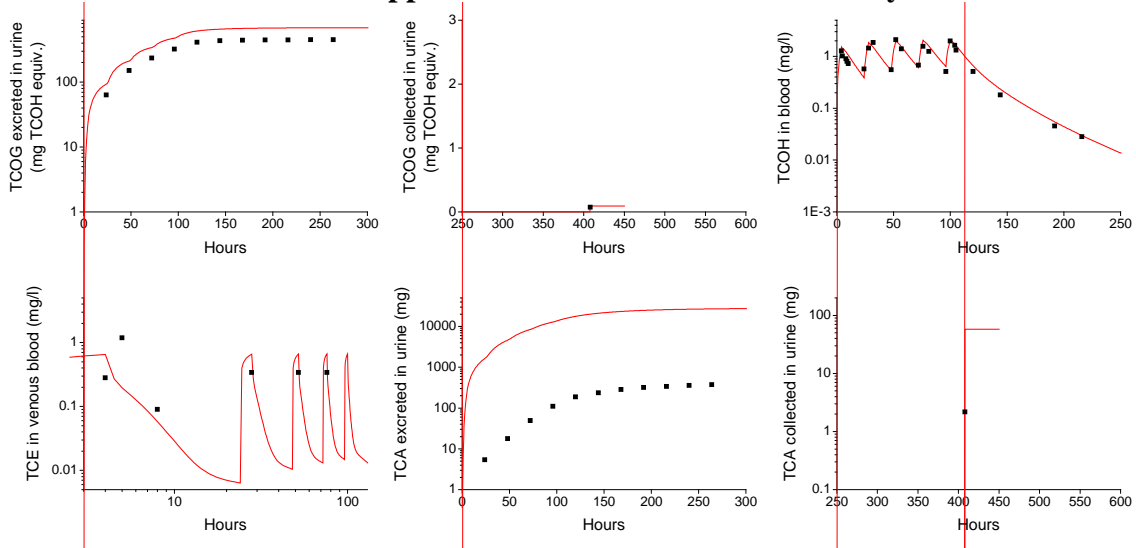 TCOG excreted in urine
(mg TCOH equiv.)
100
10
1
0 50 100 150 200 250 300
Hours
TCOG collected in urine
(mg TCOH equiv.)
3
2
1
0
250 300 350 400 450 500 550 600
Hours
TCOH in blood (mg/l)
1
0.1
0.01
1E-3
0 50 100 150 200 250
Hours
TCE in venous blood (mg/l)
1
0.1
0.01
10 100
Hours
TCA excreted in urine (mg)
10000
1000
100
10
1
0 50 100 150 200 250 300
Hours
TCA collected in urine (mg)
100
10
1
0.1
250 300 350 400 450 500 550 600
Hours